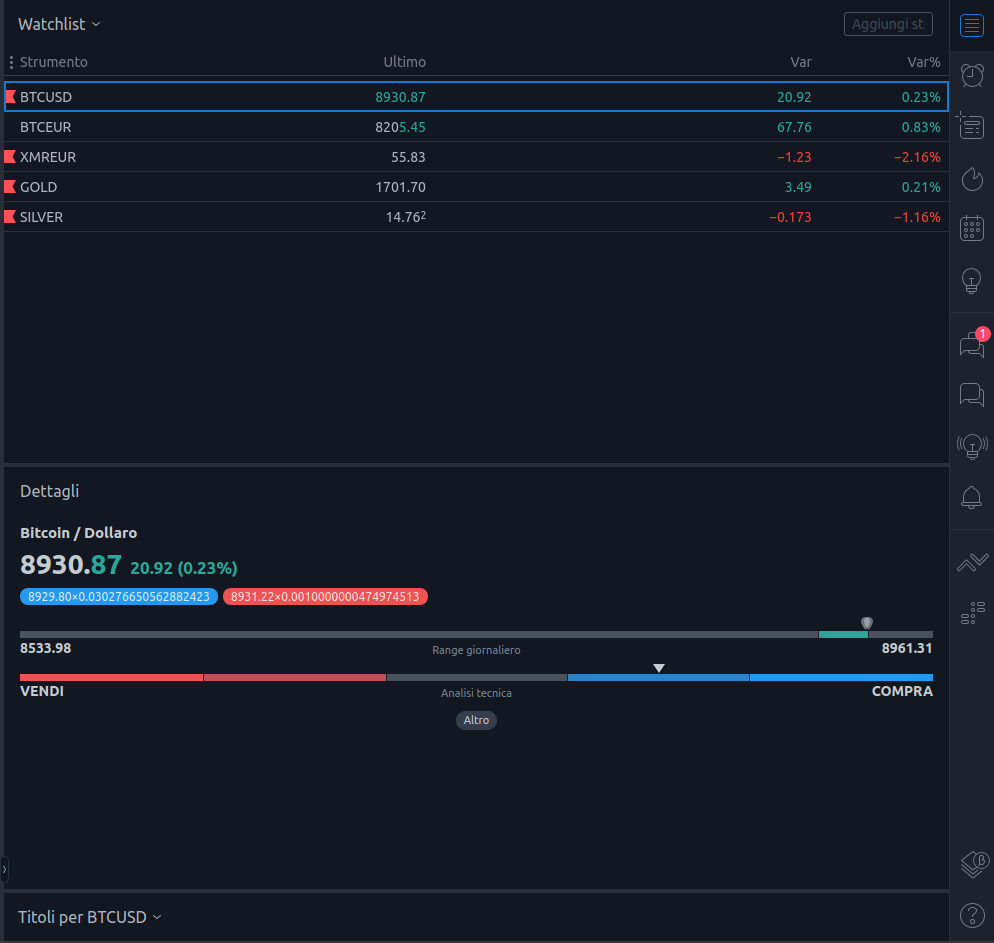 Watchlist
Aggiungi st
Strumento Ultimo Var Var%
BTCUSD 8930.87 20.92 0.23%
BTCEUR 8205.45 67.76 0.83%
XMREUR 55.83 −1.23 −2.16%
GOLD 1701.70 3.49 0.21%
SILVER 14.76² −0.173 −1.16%
1
Dettagli
Bitcoin / Dollaro
8930.87 20.92 (0.23%)
8929.80×0.030276650562882423 8931.22×0.0010000000474974513
8533.98 Range giornaliero 8961.31
VENDI Analisi tecnica COMPRA
Altro
β
Titoli per BTCUSD
?